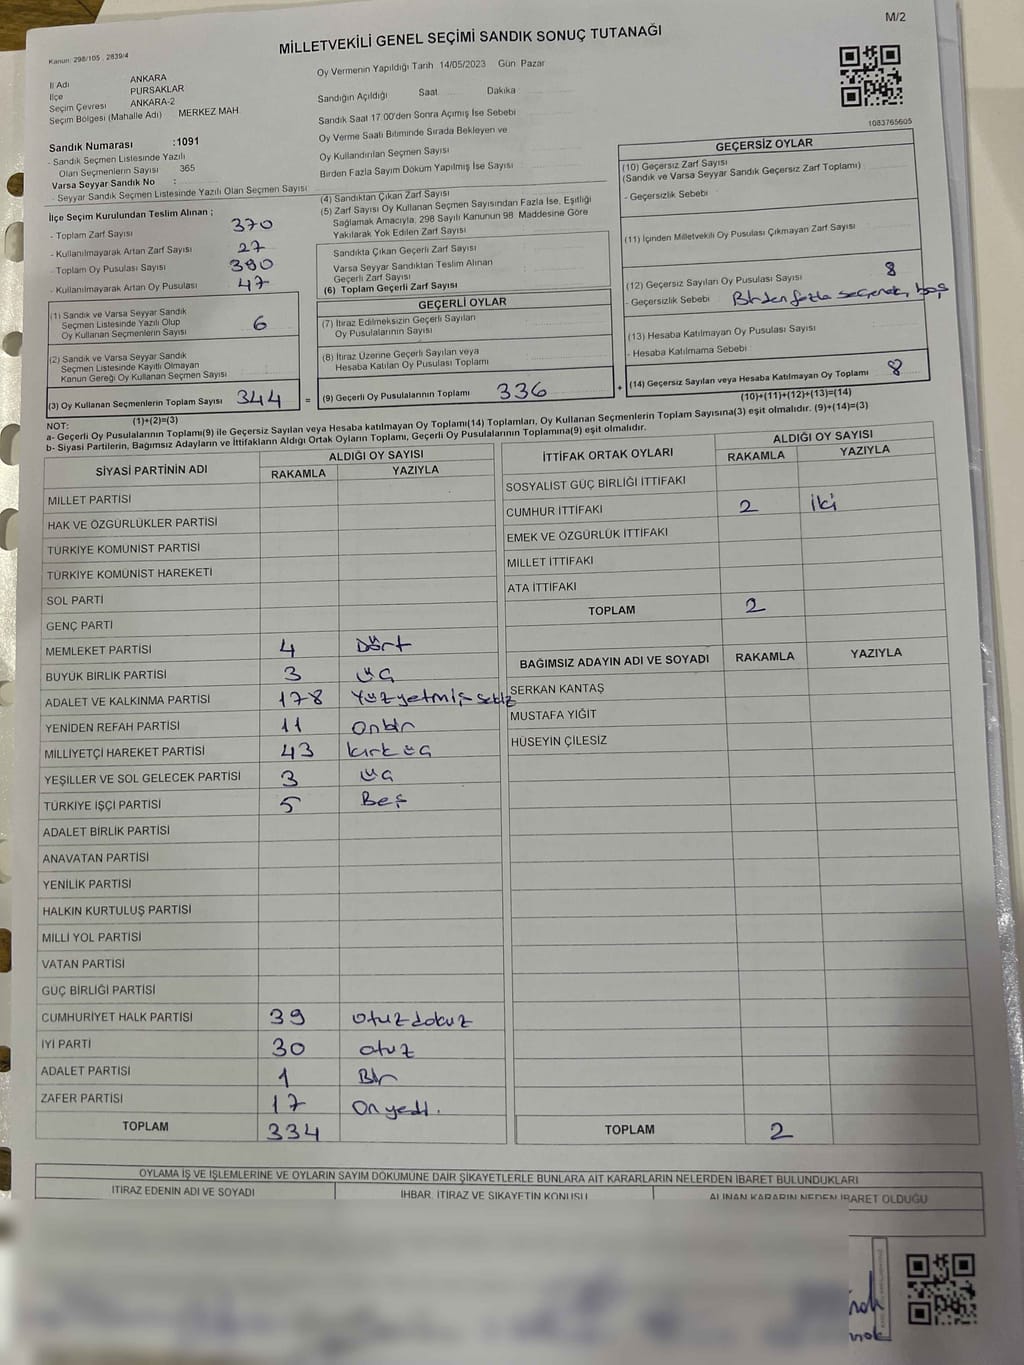 M/2
Kanun: 298/105 , 2839/4
MİLLETVEKİLİ GENEL SEÇİMİ SANDIK SONUÇ TUTANAĞI
İl Adı ANKARA
İlçe PURSAKLAR
Seçim Çevresi ANKARA-2
Seçim Bölgesi (Mahalle Adı) MERKEZ MAH.
Sandık Numarası :1091
- Sandık Seçmen Listesinde Yazılı
Olan Seçmenlerin Sayısı 365
Varsa Seyyar Sandık No :
- Seyyar Sandık Seçmen Listesinde Yazılı Olan Seçmen Sayısı
Oy Vermenin Yapıldığı Tarih 14/05/2023 Gün Pazar
Sandığın Açıldığı Saat Dakika
Sandık Saat 17.00'den Sonra Açımış İse Sebebi
Oy Verme Saati Bitiminde Sırada Bekleyen ve
Oy Kullandırılan Seçmen Sayısı
Birden Fazla Sayım Döküm Yapılmış İse Sayısı
1083765605
İlçe Seçim Kurulundan Teslim Alınan ;
- Toplam Zarf Sayısı 370
- Kullanılmayarak Artan Zarf Sayısı 27
- Toplam Oy Pusulası Sayısı 390
- Kullanılmayarak Artan Oy Pusulası 47
(1) Sandık ve Varsa Seyyar Sandık
Seçmen Listesinde Yazılı Olup
Oy Kullanan Seçmenlerin Sayısı 6
(2) Sandık ve Varsa Seyyar Sandık
Seçmen Listesinde Kayıtlı Olmayan
Kanun Gereği Oy Kullanan Seçmen Sayısı
(3) Oy Kullanan Seçmenlerin Toplam Sayısı 344
(1)+(2)=(3)
(4) Sandıktan Çıkan Zarf Sayısı
(5) Zarf Sayısı Oy Kullanan Seçmen Sayısından Fazla İse, Eşitliği
Sağlamak Amacıyla, 298 Sayılı Kanunun 98. Maddesine Göre
Yakılarak Yok Edilen Zarf Sayısı
Sandıkta Çıkan Geçerli Zarf Sayısı
Varsa Seyyar Sandıktan Teslim Alınan
Geçerli Zarf Sayısı
(6) Toplam Geçerli Zarf Sayısı
GEÇERLİ OYLAR
(7) İtiraz Edilmeksizin Geçerli Sayılan
Oy Pusulalarının Sayısı
(8) İtiraz Üzerine Geçerli Sayılan veya
Hesaba Katılan Oy Pusulası Toplamı
= (9) Geçerli Oy Pusulalarının Toplamı 336 +
GEÇERSİZ OYLAR
(10) Geçersiz Zarf Sayısı
(Sandık ve Varsa Seyyar Sandık Geçersiz Zarf Toplamı)
- Geçersizlik Sebebi
(11) İçinden Milletvekili Oy Pusulası Çıkmayan Zarf Sayısı
(12) Geçersiz Sayılan Oy Pusulası Sayısı 8
- Geçersizlik Sebebi Birden fazla seçenek, boş
(13) Hesaba Katılmayan Oy Pusulası Sayısı
- Hesaba Katılmama Sebebi
(14) Geçersiz Sayılan veya Hesaba Katılmayan Oy Toplamı 8
(10)+(11)+(12)+(13)=(14)
NOT:
a- Geçerli Oy Pusulalarının Toplamı(9) ile Geçersiz Sayılan veya Hesaba katılmayan Oy Toplamı(14) Toplamları, Oy Kullanan Seçmenlerin Toplam Sayısına(3) eşit olmalıdır. (9)+(14)=(3)
b- Siyasi Partilerin, Bağımsız Adayların ve İttifakların Aldığı Ortak Oyların Toplamı, Geçerli Oy Pusulalarının Toplamına(9) eşit olmalıdır.
SİYASİ PARTİNİN ADI ALDIĞI OY SAYISI
RAKAMLA YAZIYLA
MİLLET PARTİSİ
HAK VE ÖZGÜRLÜKLER PARTİSİ
TÜRKİYE KOMÜNİST PARTİSİ
TÜRKİYE KOMÜNİST HAREKETİ
SOL PARTİ
GENÇ PARTİ
MEMLEKET PARTİSİ 4 Dört
BÜYÜK BİRLİK PARTİSİ 3 üç
ADALET VE KALKINMA PARTİSİ 178 Yüzyetmiş sekiz
YENİDEN REFAH PARTİSİ 11 Onbir
MİLLİYETÇİ HAREKET PARTİSİ 43 kırk üç
YEŞİLLER VE SOL GELECEK PARTİSİ 3 üç
TÜRKİYE İŞÇİ PARTİSİ 5 Beş
ADALET BİRLİK PARTİSİ
ANAVATAN PARTİSİ
YENİLİK PARTİSİ
HALKIN KURTULUŞ PARTİSİ
MİLLİ YOL PARTİSİ
VATAN PARTİSİ
GÜÇ BİRLİĞİ PARTİSİ
CUMHURİYET HALK PARTİSİ 39 otuzdokuz
İYİ PARTİ 30 otuz
ADALET PARTİSİ 1 Bir
ZAFER PARTİSİ 17 Onyedi.
TOPLAM 334
İTTİFAK ORTAK OYLARI ALDIĞI OY SAYISI
RAKAMLA YAZIYLA
SOSYALİST GÜÇ BİRLİĞİ İTTİFAKI
CUMHUR İTTİFAKI 2 iki
EMEK VE ÖZGÜRLÜK İTTİFAKI
MİLLET İTTİFAKI
ATA İTTİFAKI
TOPLAM 2
BAĞIMSIZ ADAYIN ADI VE SOYADI RAKAMLA YAZIYLA
SERKAN KANTAŞ
MUSTAFA YİĞİT
HÜSEYİN ÇİLESİZ
TOPLAM 2
OYLAMA İŞ VE İŞLEMLERİNE VE OYLARIN SAYIM DÖKÜMÜNE DAİR ŞİKAYETLERLE BUNLARA AİT KARARLARIN NELERDEN İBARET BULUNDUKLARI
İTİRAZ EDENİN ADI VE SOYADI İHBAR, İTİRAZ VE ŞİKAYETİN KONUSU ALINAN KARARIN NEDEN İBARET OLDUĞU